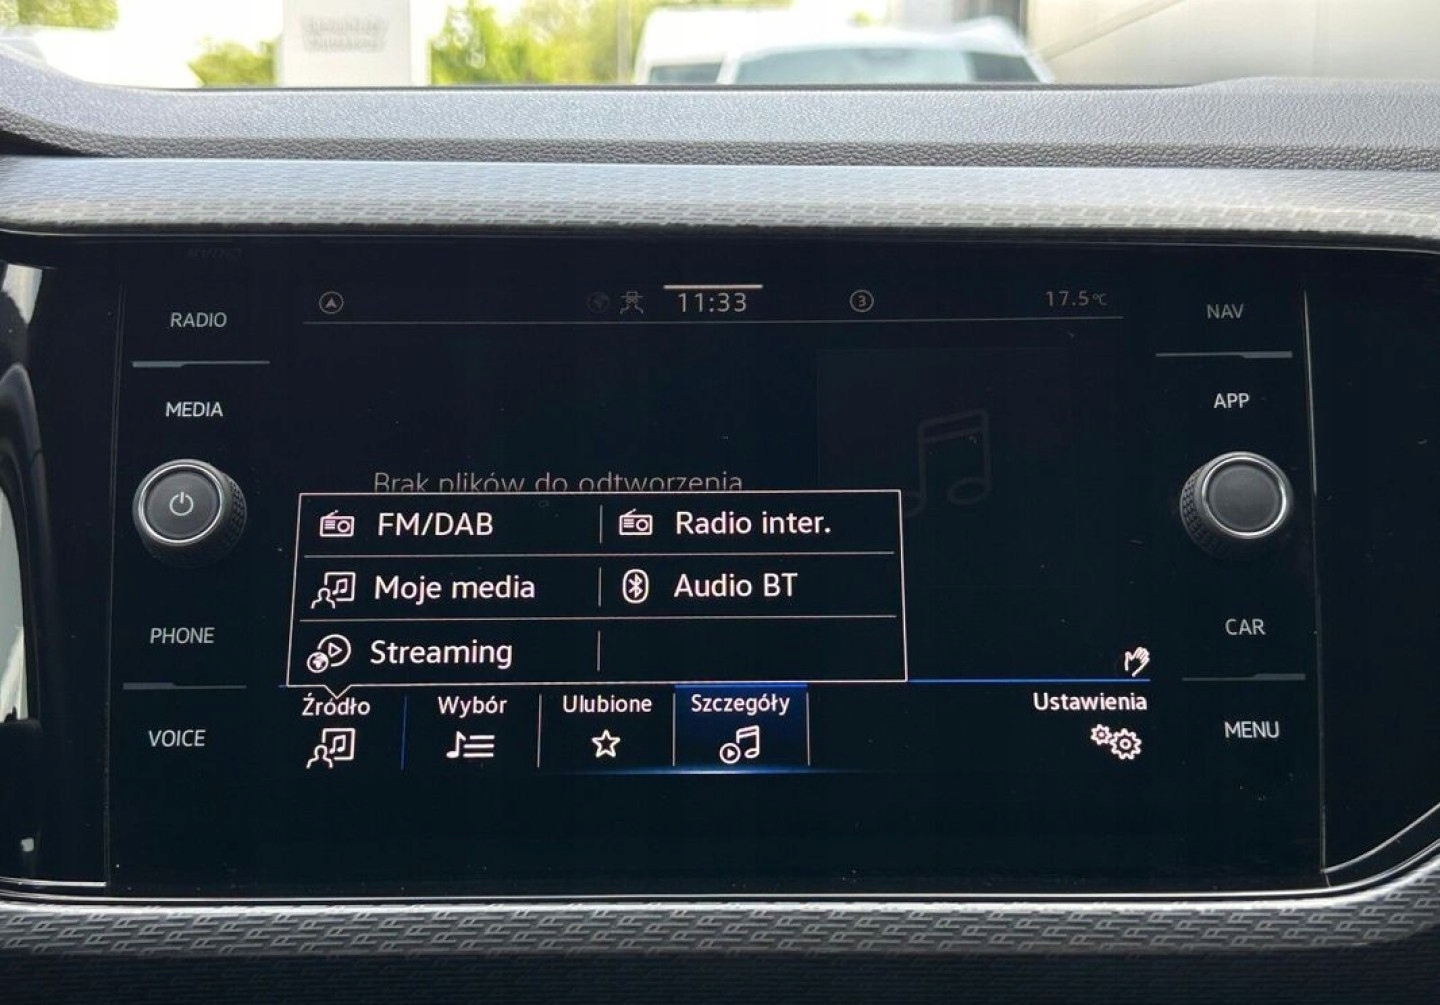 RADIO
MEDIA
PHONE
VOICE
11:33
3
17.5°C
Brak plików do odtworzenia
FM/DAB
Radio inter.
Moje media
Audio BT
Streaming
Źródło
Wybór
Ulubione
Szczegóły
Ustawienia
NAV
APP
CAR
MENU